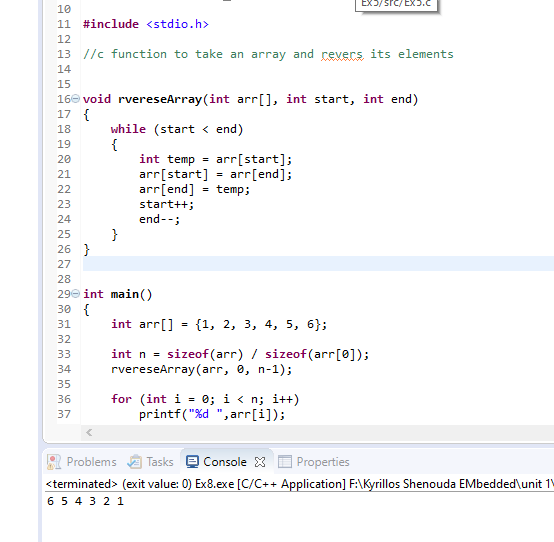 Ex5/src/Ex5.c
10
11 #include <stdio.h>
12
13 //c function to take an array and revers its elements
14
15
16 void rvereseArray(int arr[], int start, int end)
17 {
18 while (start < end)
19 {
20 int temp = arr[start];
21 arr[start] = arr[end];
22 arr[end] = temp;
23 start++;
24 end--;
25 }
26 }
27
28
29 int main()
30 {
31 int arr[] = {1, 2, 3, 4, 5, 6};
32
33 int n = sizeof(arr) / sizeof(arr[0]);
34 rvereseArray(arr, 0, n-1);
35
36 for (int i = 0; i < n; i++)
37 printf("%d ",arr[i]);
Problems Tasks Console Properties
<terminated> (exit value: 0) Ex8.exe [C/C++ Application] F:\Kyrillos Shenouda EMbedded\unit 1\
6 5 4 3 2 1